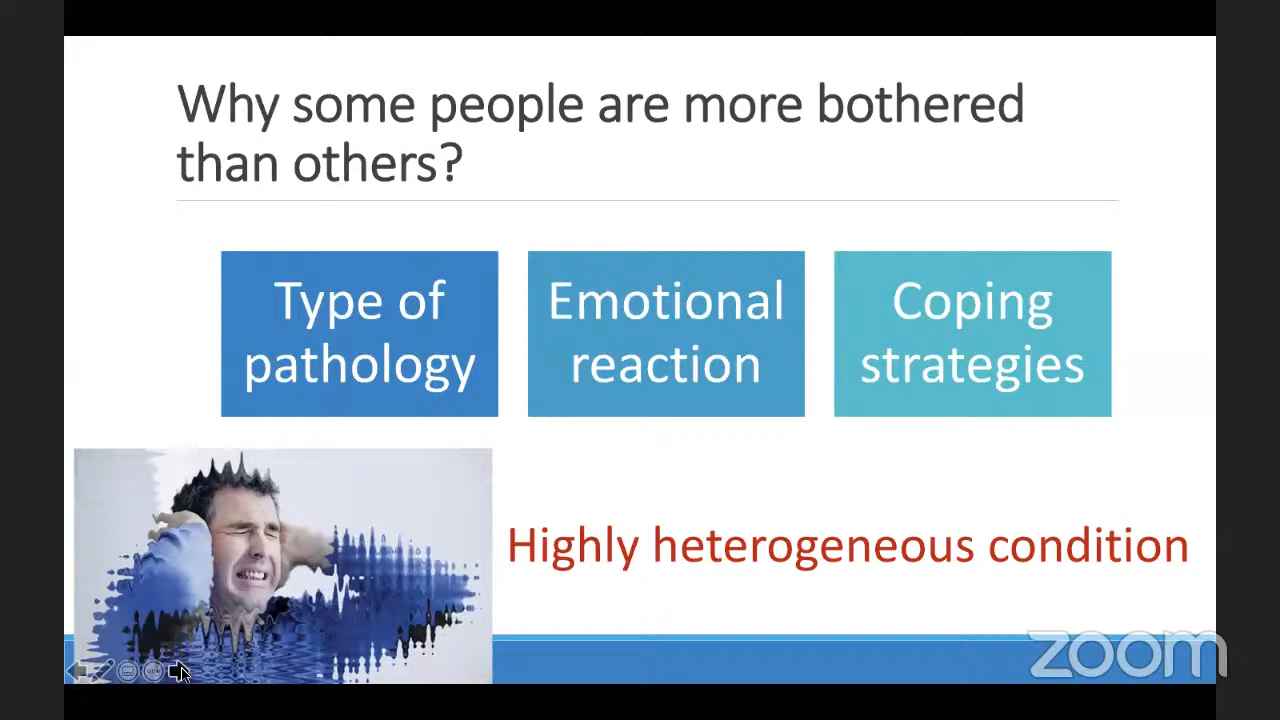 Why some people are more bothered
than others?
Type of
pathology
Emotional
reaction
Coping
strategies
Highly heterogeneous condition
zoom